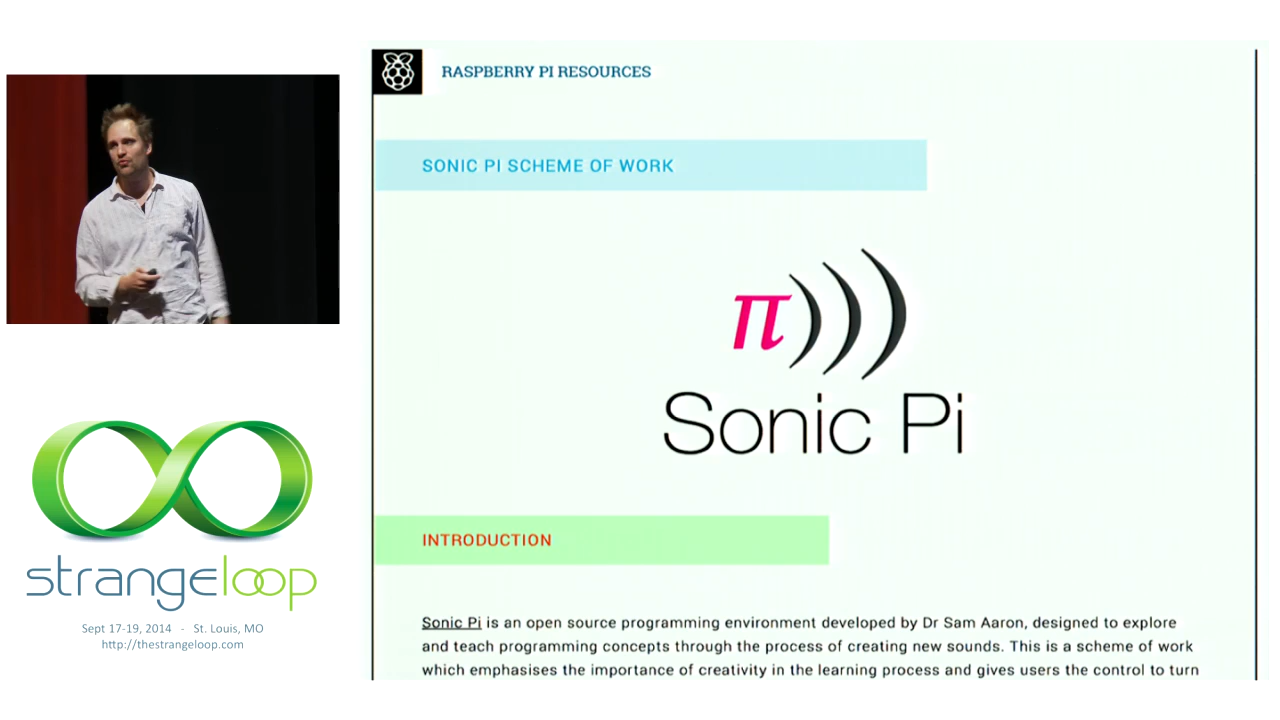 RASPBERRY PI RESOURCES
SONIC PI SCHEME OF WORK
π
Sonic Pi
INTRODUCTION
Sonic Pi is an open source programming environment developed by Dr Sam Aaron, designed to explore
and teach programming concepts through the process of creating new sounds. This is a scheme of work
which emphasises the importance of creativity in the learning process and gives users the control to turn
strangeloop
Sept 17-19, 2014 - St. Louis, MO
http://thestrangeloop.com